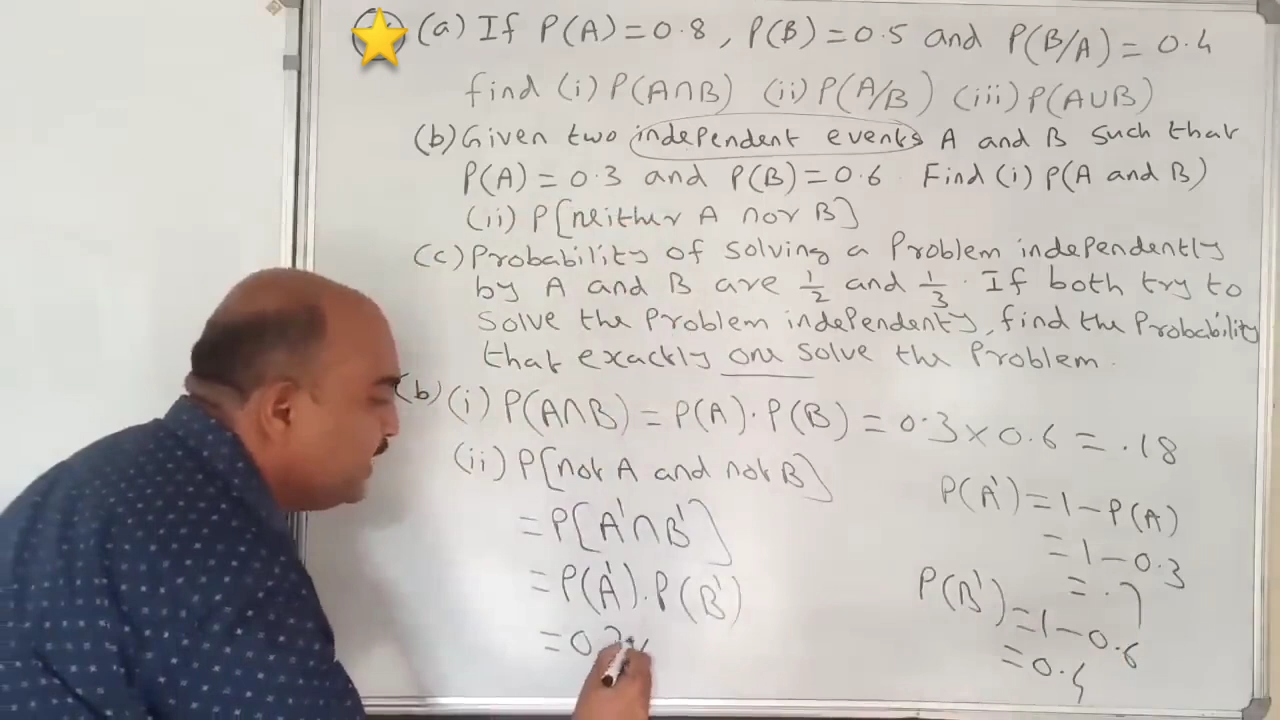 (a) If P(A)=0.8, P(B)=0.5 and P(B/A)=0.4
find (i) P(A∩B) (ii) P(A/B) (iii) P(A∪B)
(b) Given two independent events A and B such that
P(A)=0.3 and P(B)=0.6. Find (i) P(A and B)
(ii) P[neither A nor B]
(c) Probability of solving a Problem independently
by A and B are 1/2 and 1/3. If both try to
Solve the Problem independently, find the Probability
that exactly one solve the Problem.
(b) (i) P(A∩B) = P(A).P(B) = 0.3×0.6 = .18
(ii) P[not A and not B]
=P[A'∩B']
=P(A').P(B')
=0.
P(A')=1-P(A)
=1-0.3
=.7
P(B')=1-0.6
=0.4